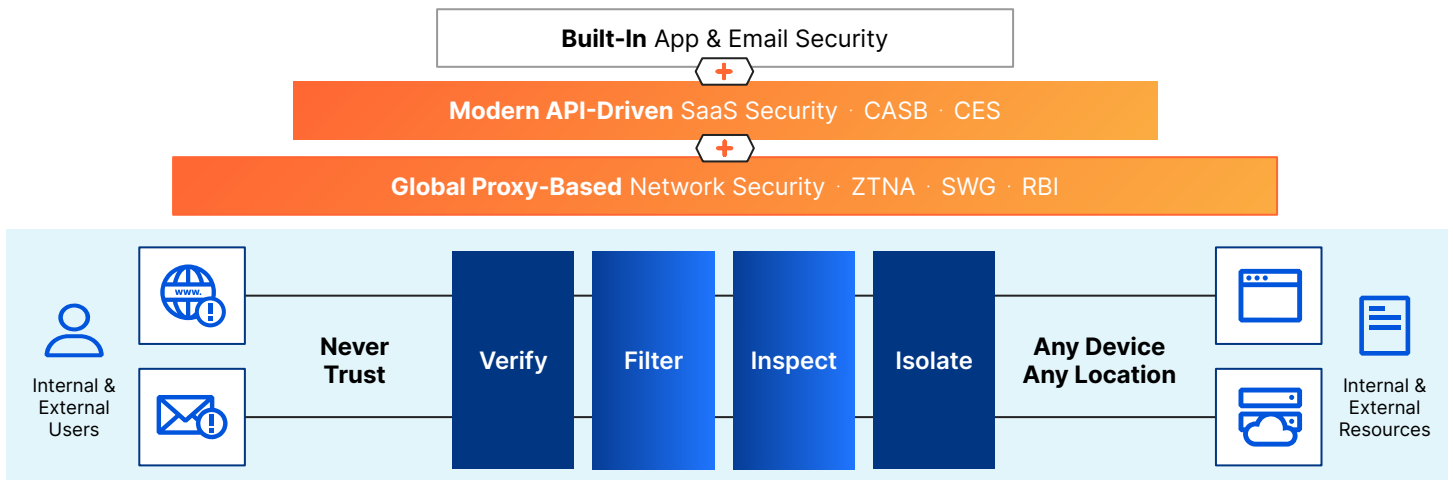 Built-In App & Email Security
Modern API-Driven SaaS Security · CASB · CES
Global Proxy-Based Network Security · ZTNA · SWG · RBI
Internal &
External
Users
www.
Never
Trust
Verify
Filter
Inspect
Isolate
Any Device
Any Location
Internal &
External
Resources